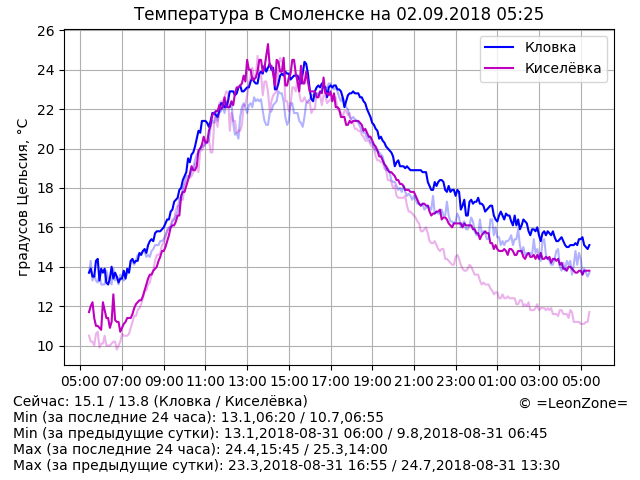 Температура в Смоленске на 02.09.2018 05:25
Кловка
Киселёвка
градусов Цельсия, °C
26
24
22
20
18
16
14
12
10
05:00 07:00 09:00 11:00 13:00 15:00 17:00 19:00 21:00 23:00 01:00 03:00 05:00
Сейчас: 15.1 / 13.8 (Кловка / Киселёвка)
© =LeonZone=
Min (за последние 24 часа): 13.1,06:20 / 10.7,06:55
Min (за предыдущие сутки): 13.1,2018-08-31 06:00 / 9.8,2018-08-31 06:45
Max (за последние 24 часа): 24.4,15:45 / 25.3,14:00
Max (за предыдущие сутки): 23.3,2018-08-31 16:55 / 24.7,2018-08-31 13:30